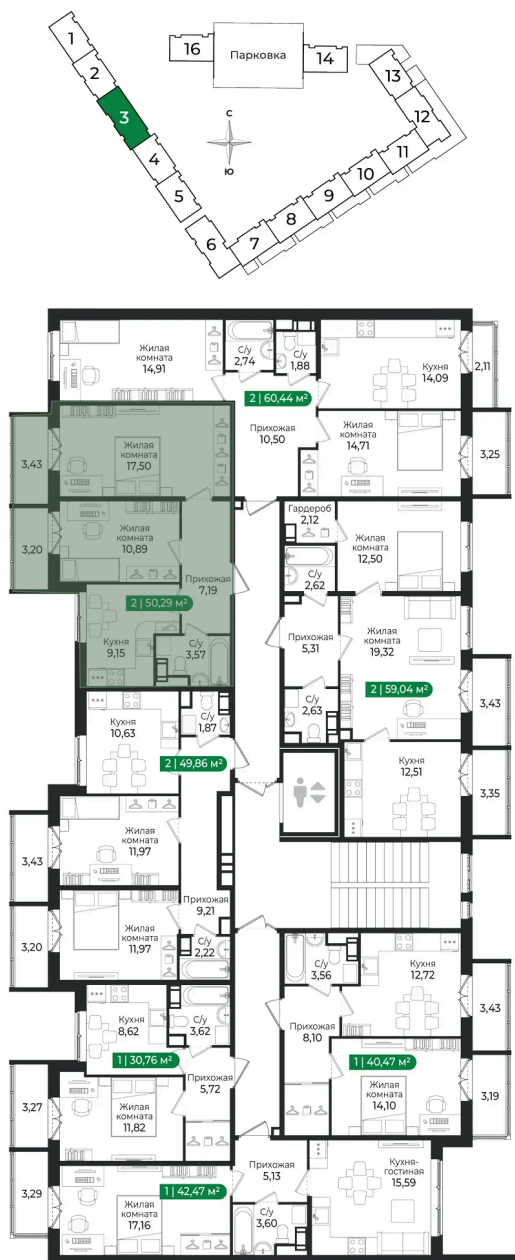 1
2
3
4
5
6
7
8
9
10
11
12
13
14
16
Парковка
С
Ю
Жилая
комната
14,91
С/у
2,74
С/у
1,88
Кухня
14,09
2,11
2 | 60,44 м²
Прихожая
10,50
Жилая
комната
14,71
3,25
3,43
Жилая
комната
17,50
3,20
Жилая
комната
10,89
Прихожая
7,19
2 | 50,29 м²
Кухня
9,15
С/у
3,57
Гардероб
2,12
Жилая
комната
12,50
С/у
2,62
Прихожая
5,31
Жилая
комната
19,32
2 | 59,04 м²
С/у
2,63
3,43
Кухня
12,51
3,35
Кухня
10,63
С/у
1,87
2 | 49,86 м²
3,43
Жилая
комната
11,97
Прихожая
9,21
3,20
Жилая
комната
11,97
С/у
2,22
С/у
3,56
Кухня
12,72
3,43
Прихожая
8,10
1 | 40,47 м²
Жилая
комната
14,10
3,19
Кухня
8,62
С/у
3,62
1 | 30,76 м²
Прихожая
5,72
3,27
Жилая
комната
11,82
1 | 42,47 м²
Прихожая
5,13
Кухня-
гостиная
15,59
3,29
Жилая
комната
17,16
С/у
3,60